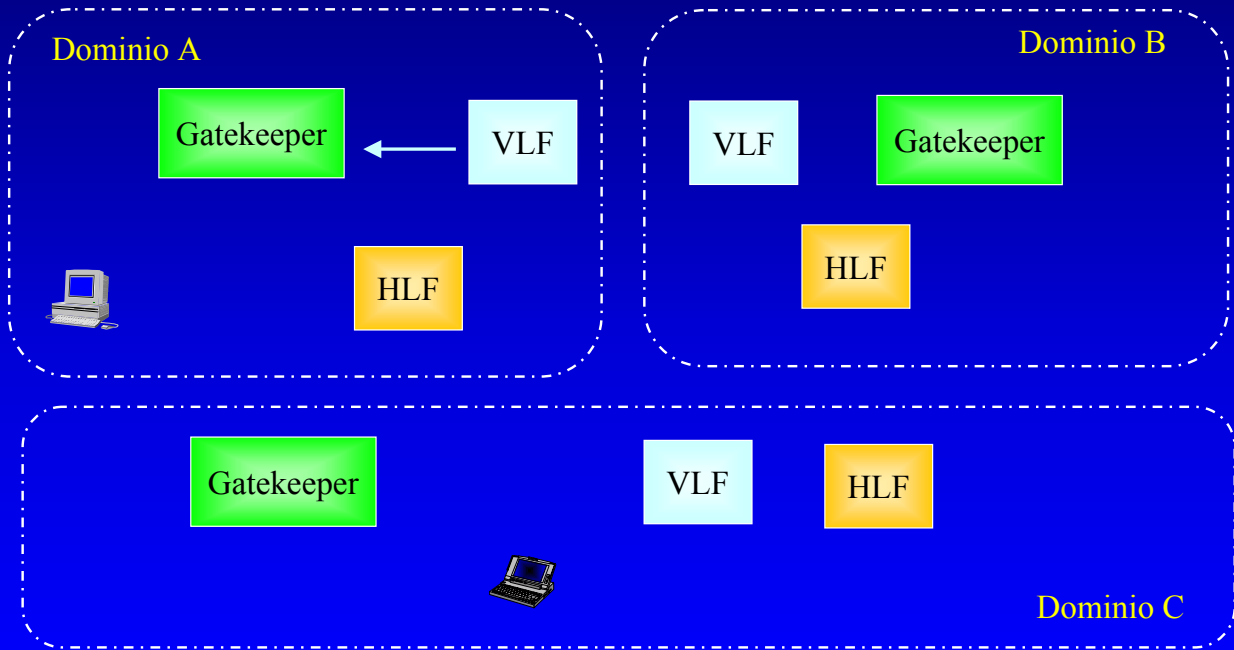 Dominio A
Gatekeeper
VLF
HLF
Dominio B
VLF
Gatekeeper
HLF
Gatekeeper
VLF
HLF
Dominio C